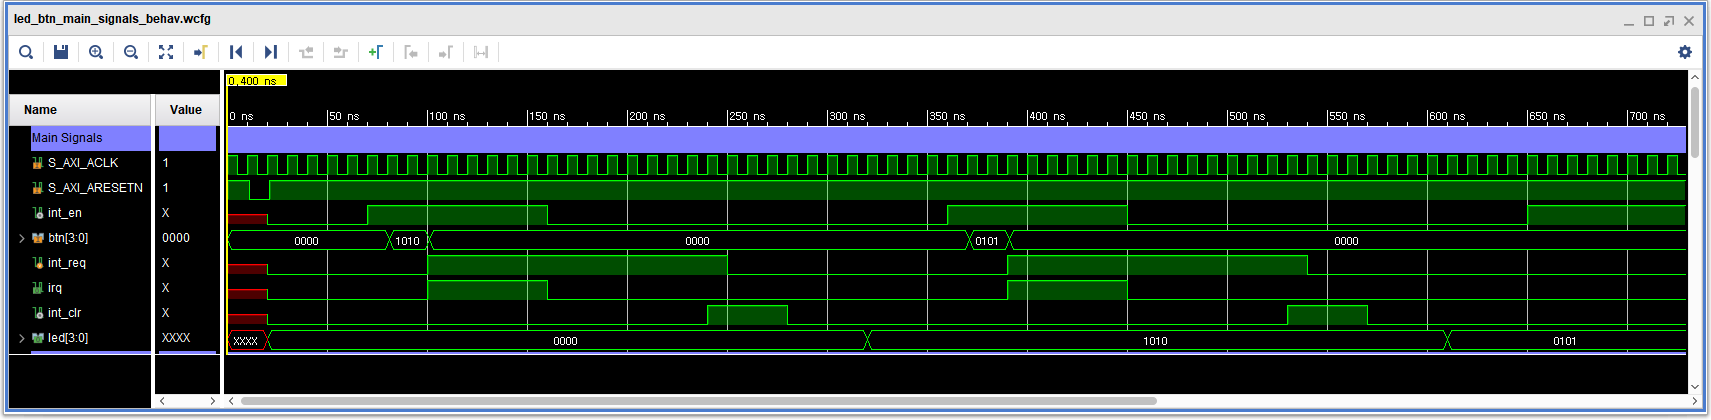 led_btn_main_signals_behav.wcfg
0.400 ns
Name Value
0 ns 50 ns 100 ns 150 ns 200 ns 250 ns 300 ns 350 ns 400 ns 450 ns 500 ns 550 ns 600 ns 650 ns 700 ns
Main Signals
S_AXI_ACLK 1
S_AXI_ARESETN 1
int_en X
btn[3:0] 0000 0000 1010 0000 0101 0000
int_req X
irq X
int_clr X
led[3:0] XXXX XXXX 0000 1010 0101